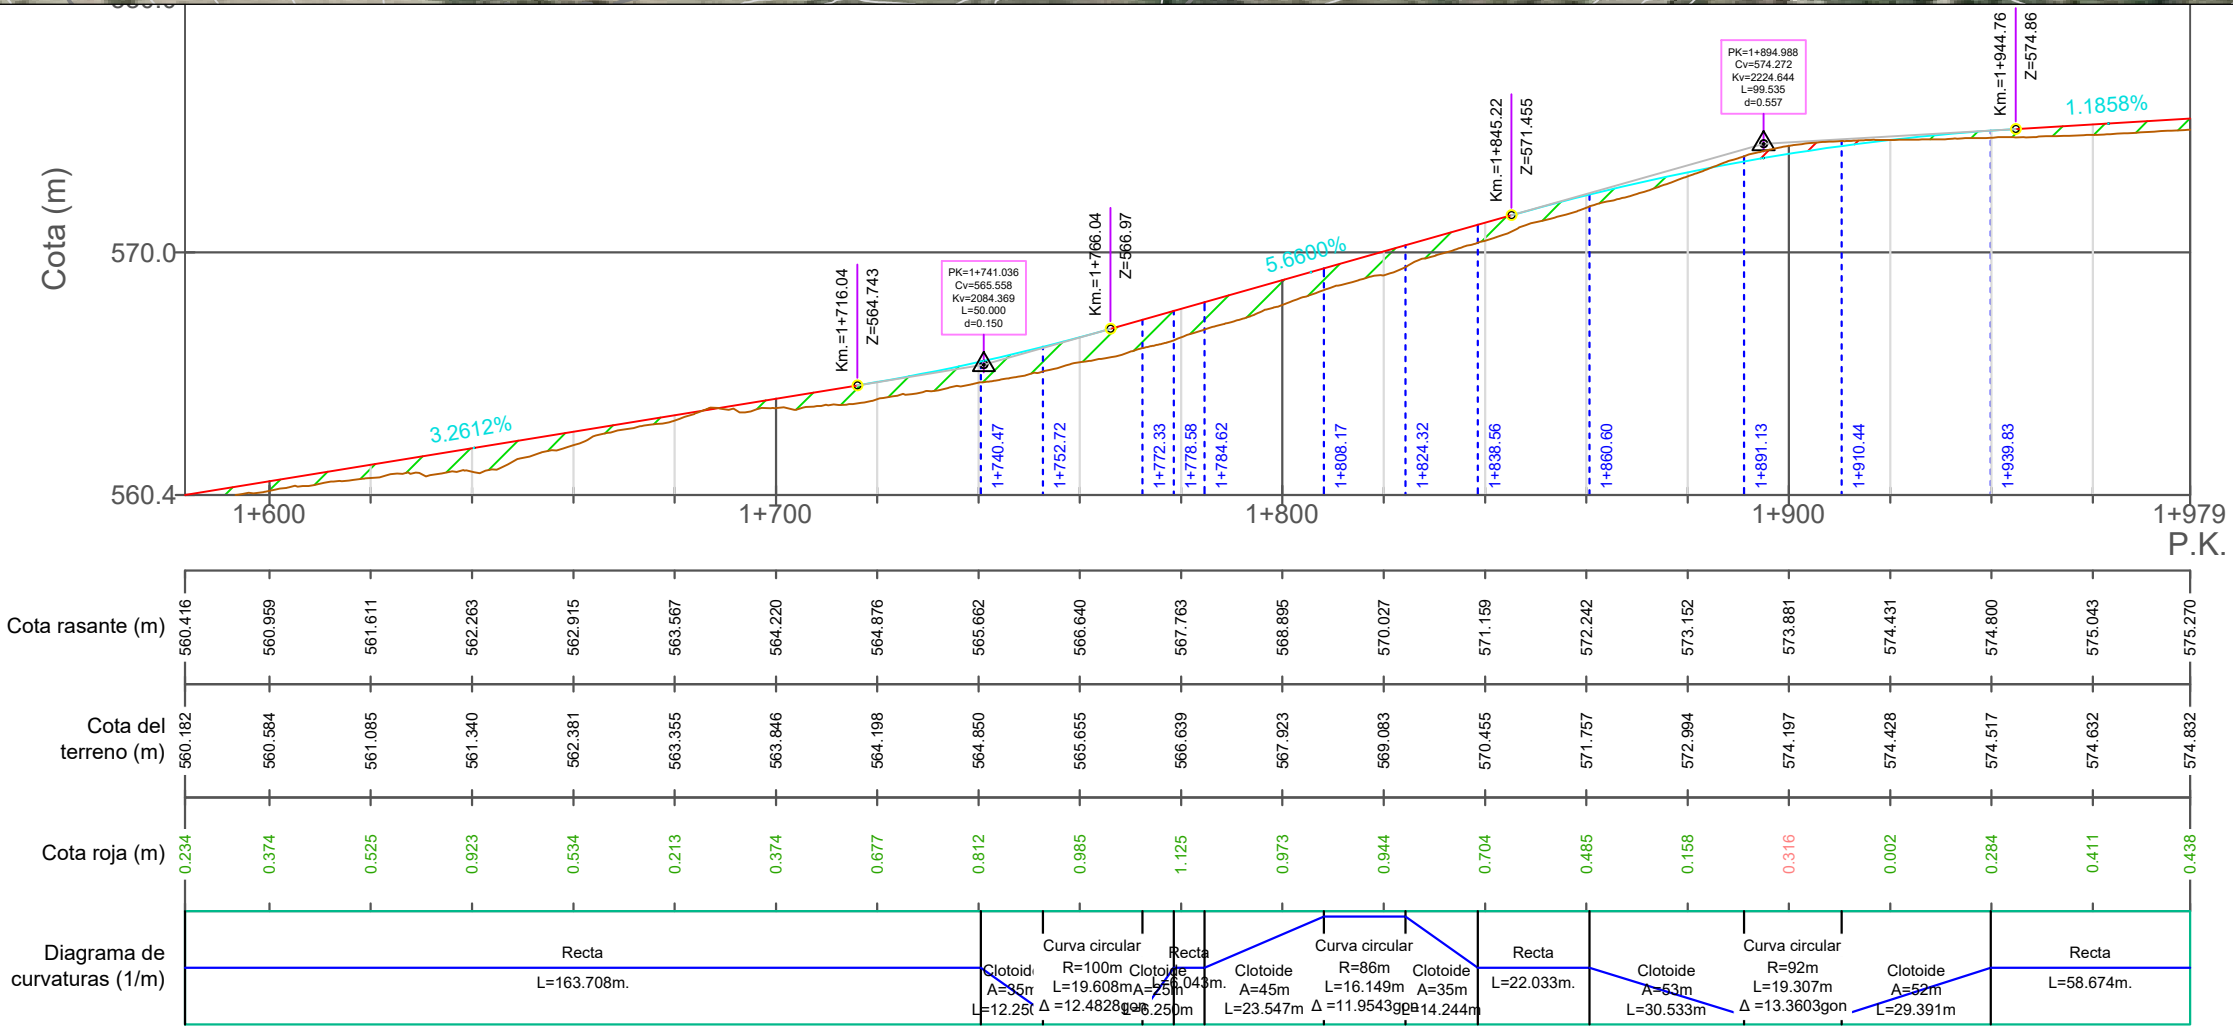 Cota (m)
570.0
560.4
3.2612%
Km.=1+716.04
Z=564.743
PK=1+741.036
Cv=565.558
Kv=2084.369
L=50.000
d=0.150
Km.=1+766.04
Z=566.97
5.6600%
Km.=1+845.22
Z=571.455
PK=1+894.988
Cv=574.272
Kv=2224.644
L=99.535
d=0.557
Km.=1+944.76
Z=574.86
1.1858%
1+740.47
1+752.72
1+772.33
1+778.58
1+784.62
1+808.17
1+824.32
1+838.56
1+860.60
1+891.13
1+910.44
1+939.83
1+600 1+700 1+800 1+900 1+979
P.K.
Cota rasante (m)
560.416 560.959 561.611 562.263 562.915 563.567 564.220 564.876 565.662 566.640 567.763 568.895 570.027 571.159 572.242 573.152 573.881 574.431 574.800 575.043 575.270
Cota del
terreno (m)
560.182 560.584 561.085 561.340 562.381 563.355 563.846 564.198 564.850 565.655 566.639 567.923 569.083 570.455 571.757 572.994 574.197 574.428 574.517 574.632 574.832
Cota roja (m)
0.234 0.374 0.525 0.923 0.534 0.213 0.374 0.677 0.812 0.985 1.125 0.973 0.944 0.704 0.485 0.158 0.316 0.002 0.284 0.411 0.438
Diagrama de
curvaturas (1/m)
Recta
L=163.708m.
Clotoid
A=35m
L=12.250
Curva circular
R=100m
L=19.608m
Δ =12.4828gon
Clotoide
A=25m
L=6.250m
Recta
L=6.043m.
Clotoide
A=45m
L=23.547m
Curva circular
R=86m
L=16.149m
Δ =11.9543gon
Clotoide
A=35m
L=14.244m
Recta
L=22.033m.
Clotoide
A=53m
L=30.533m
Curva circular
R=92m
L=19.307m
Δ =13.3603gon
Clotoide
A=52m
L=29.391m
Recta
L=58.674m.